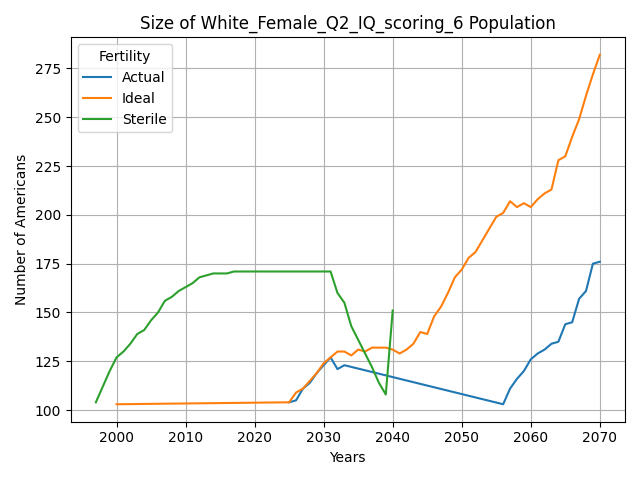 Size of White_Female_Q2_IQ_scoring_6 Population
Fertility
Actual
Ideal
Sterile
Number of Americans
275
250
225
200
175
150
125
100
2000 2010 2020 2030 2040 2050 2060 2070
Years